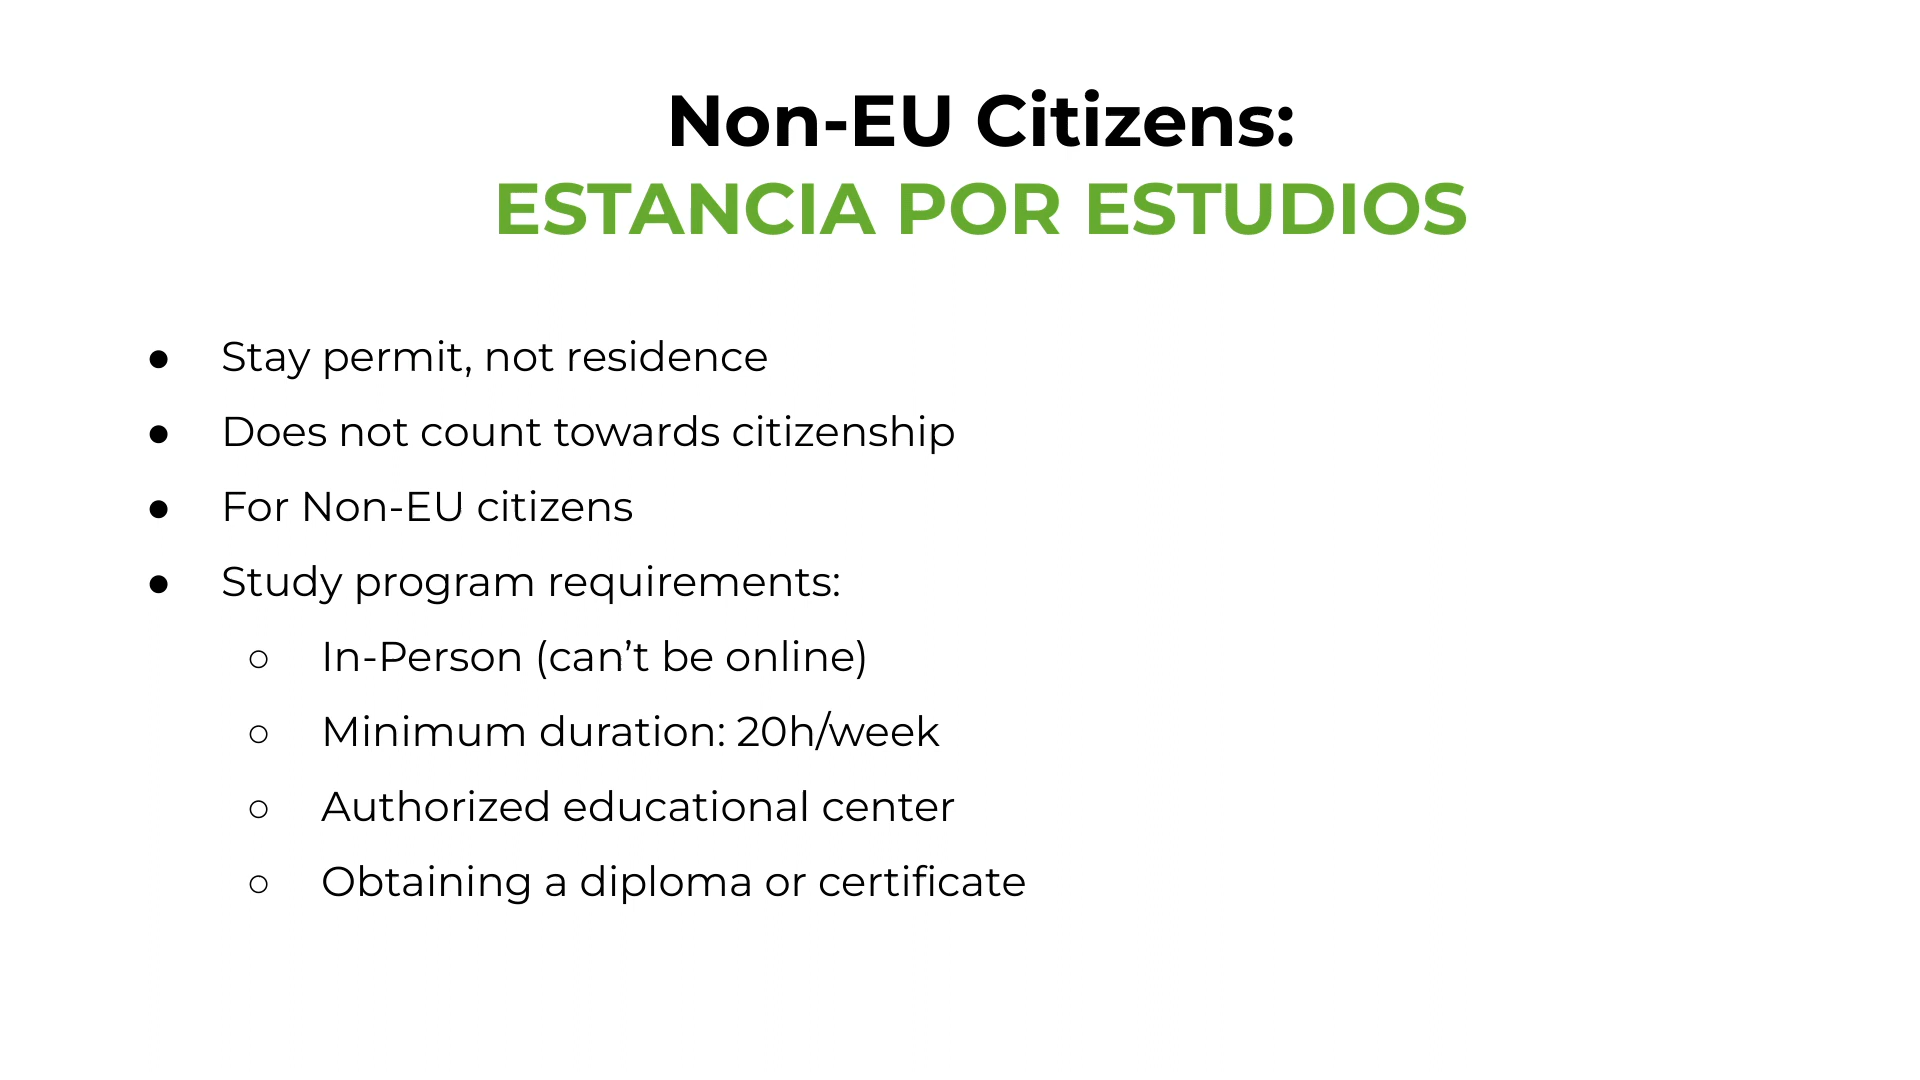 Non-EU Citizens:
ESTANCIA POR ESTUDIOS
● Stay permit, not residence
● Does not count towards citizenship
● For Non-EU citizens
● Study program requirements:
○ In-Person (can’t be online)
○ Minimum duration: 20h/week
○ Authorized educational center
○ Obtaining a diploma or certificate